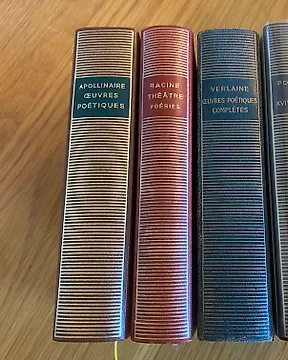 APOLLINAIRE
ŒUVRES
POÉTIQUES
RACINE
THÉÂTRE
POÉSIES
VERLAINE
ŒUVRES POÉTIQUES
COMPLÈTES